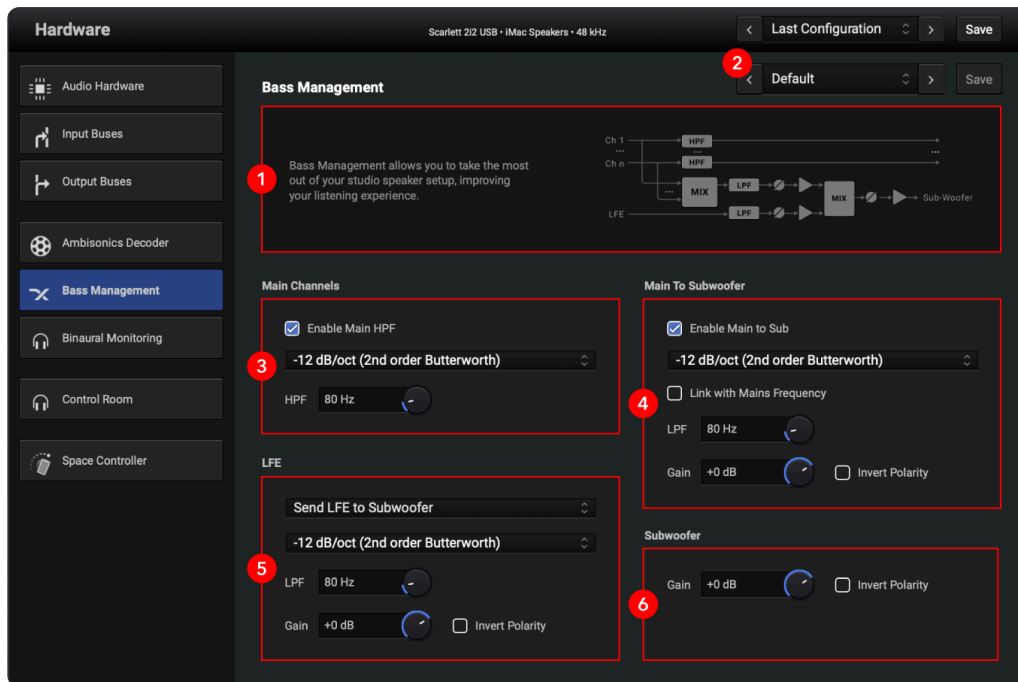 Hardware
Scarlett 2i2 USB • iMac Speakers • 48 kHz
< Last Configuration >
Save
2
< Default >
Save
Audio Hardware
Input Buses
Output Buses
Ambisonics Decoder
Bass Management
Binaural Monitoring
Control Room
Space Controller
Bass Management
1
Bass Management allows you to take the most
out of your studio speaker setup, improving
your listening experience.
Ch 1 HPF
... ... ...
Ch n HPF
... MIX LPF MIX Sub-Woofer
LFE LPF
Main Channels
3
Enable Main HPF
-12 dB/oct (2nd order Butterworth)
HPF 80 Hz
Main To Subwoofer
4
Enable Main to Sub
-12 dB/oct (2nd order Butterworth)
Link with Mains Frequency
LPF 80 Hz
Gain +0 dB Invert Polarity
LFE
5
Send LFE to Subwoofer
-12 dB/oct (2nd order Butterworth)
LPF 80 Hz
Gain +0 dB Invert Polarity
Subwoofer
6
Gain +0 dB Invert Polarity